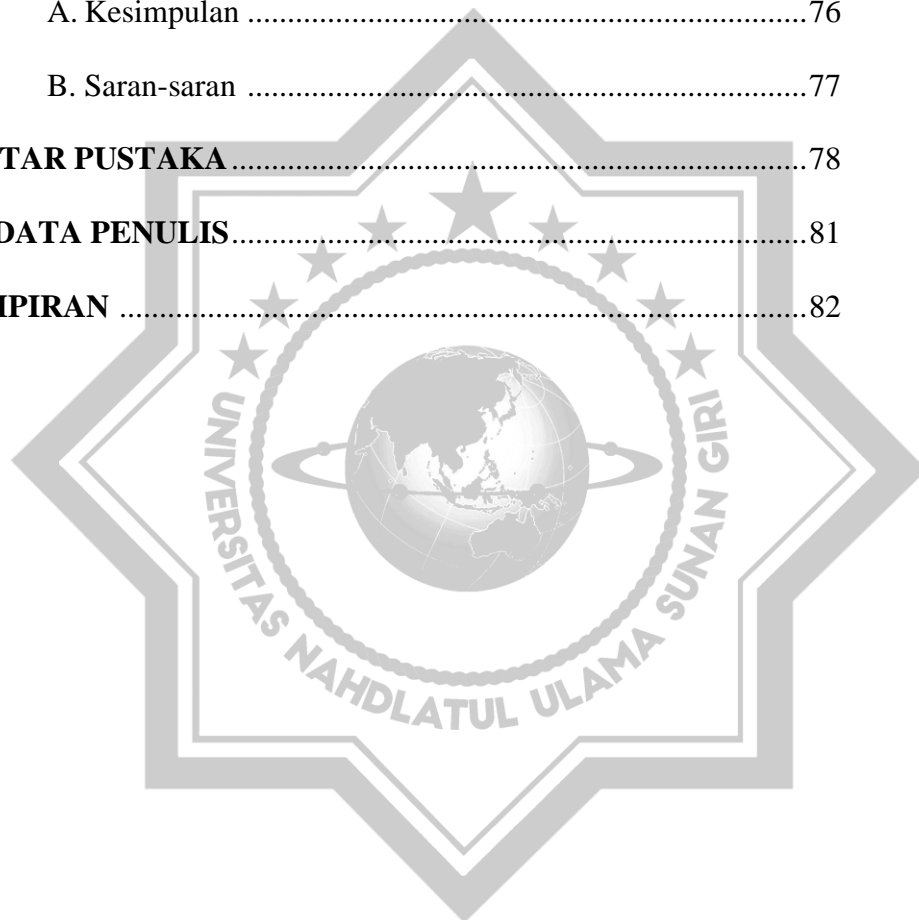 A. Kesimpulan ......................................................................76
B. Saran-saran ......................................................................77
TAR PUSTAKA........................................................................78
DATA PENULIS........................................................................81
IPIRAN ......................................................................................82
UNIVERSITAS NAHDLATUL ULAMA SUNAN GIRI